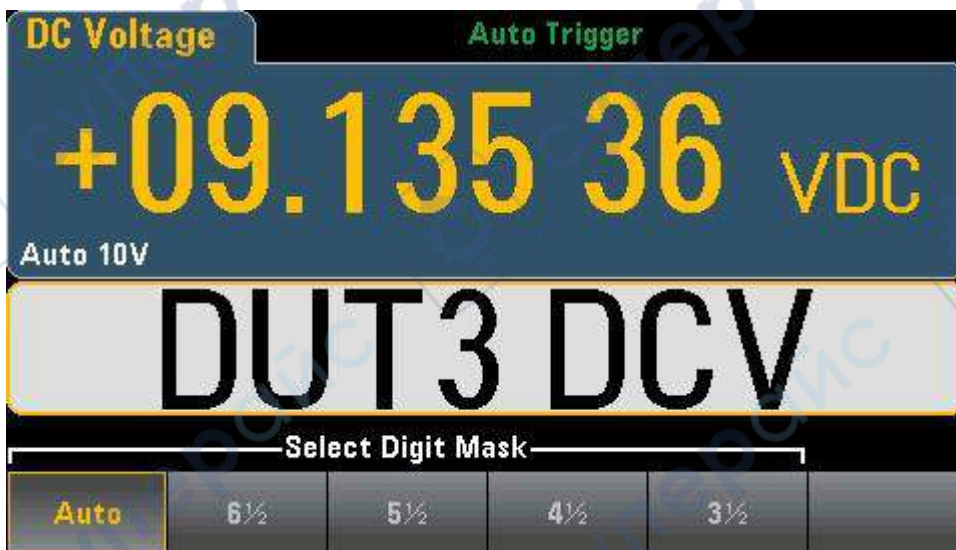 DC Voltage Auto Trigger
+09.135 36 VDC
Auto 10V
DUT3 DCV
Select Digit Mask
Auto 6½ 5½ 4½ 3½